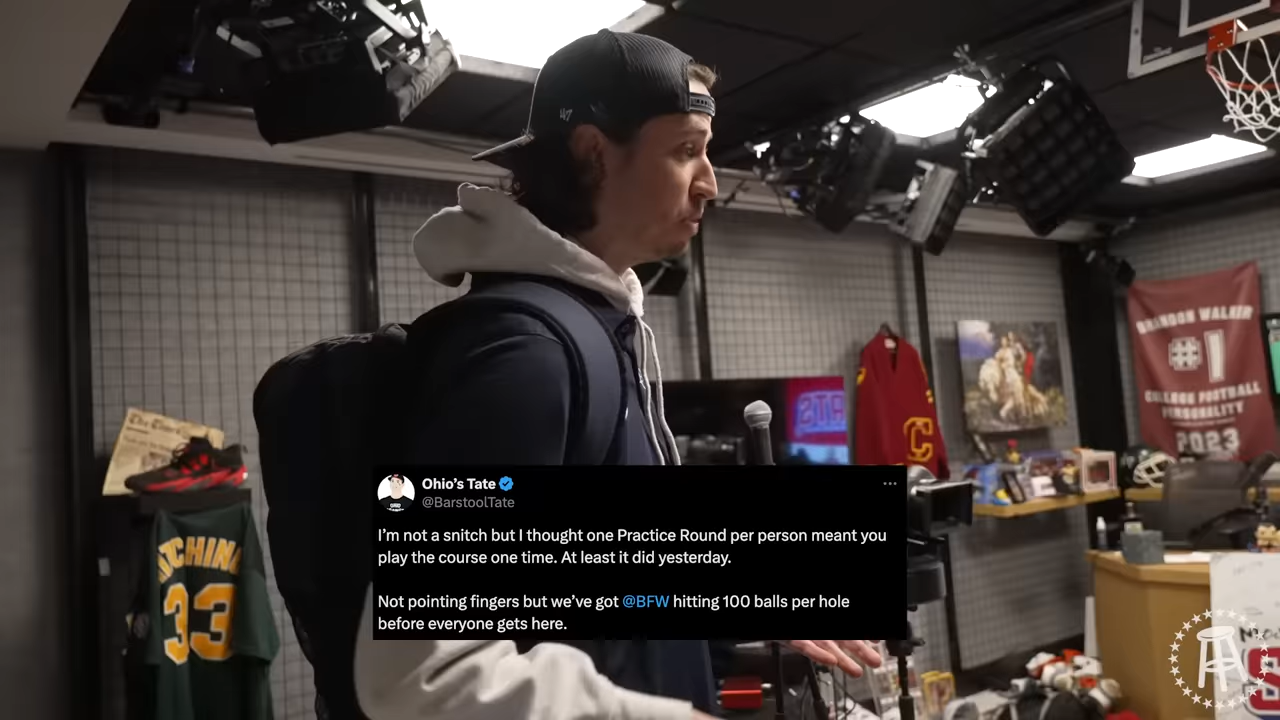 '47
BRANDON WALKER
#1
COLLEGE FOOTBALL
PERSONALITY
2023
C
HUTCHINS
33
Ohio's Tate
@BarstoolTate
I'm not a snitch but I thought one Practice Round per person meant you
play the course one time. At least it did yesterday.
Not pointing fingers but we've got @BFW hitting 100 balls per hole
before everyone gets here.